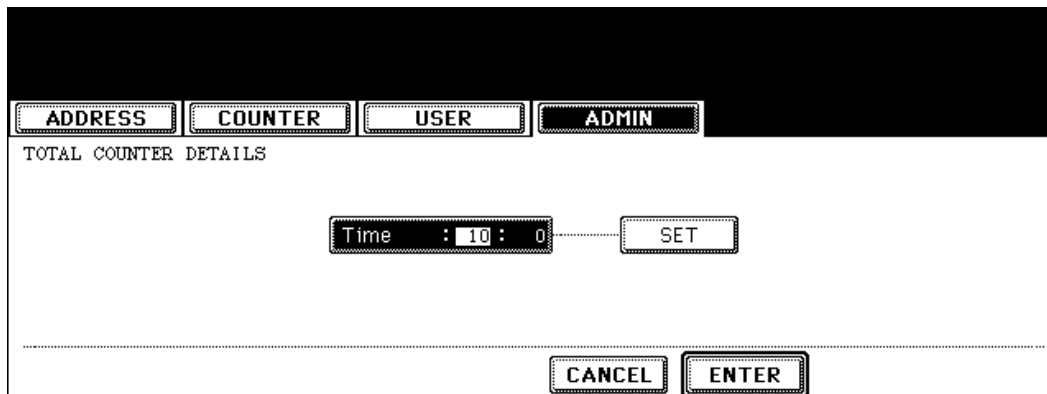 ADDRESS COUNTER USER ADMIN
TOTAL COUNTER DETAILS
Time : 10 : 0 SET
CANCEL ENTER